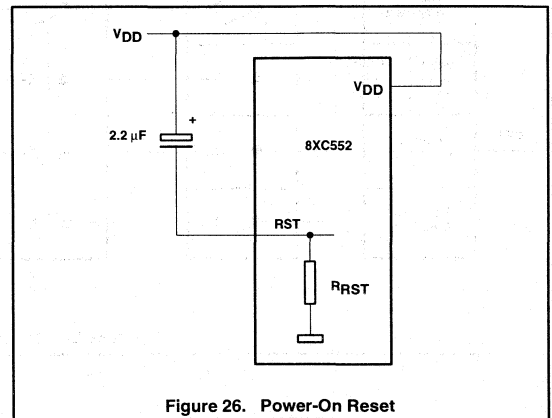 VDD
VDD
+
2.2 μF
8XC552
RST
RRST
Figure 26. Power-On Reset